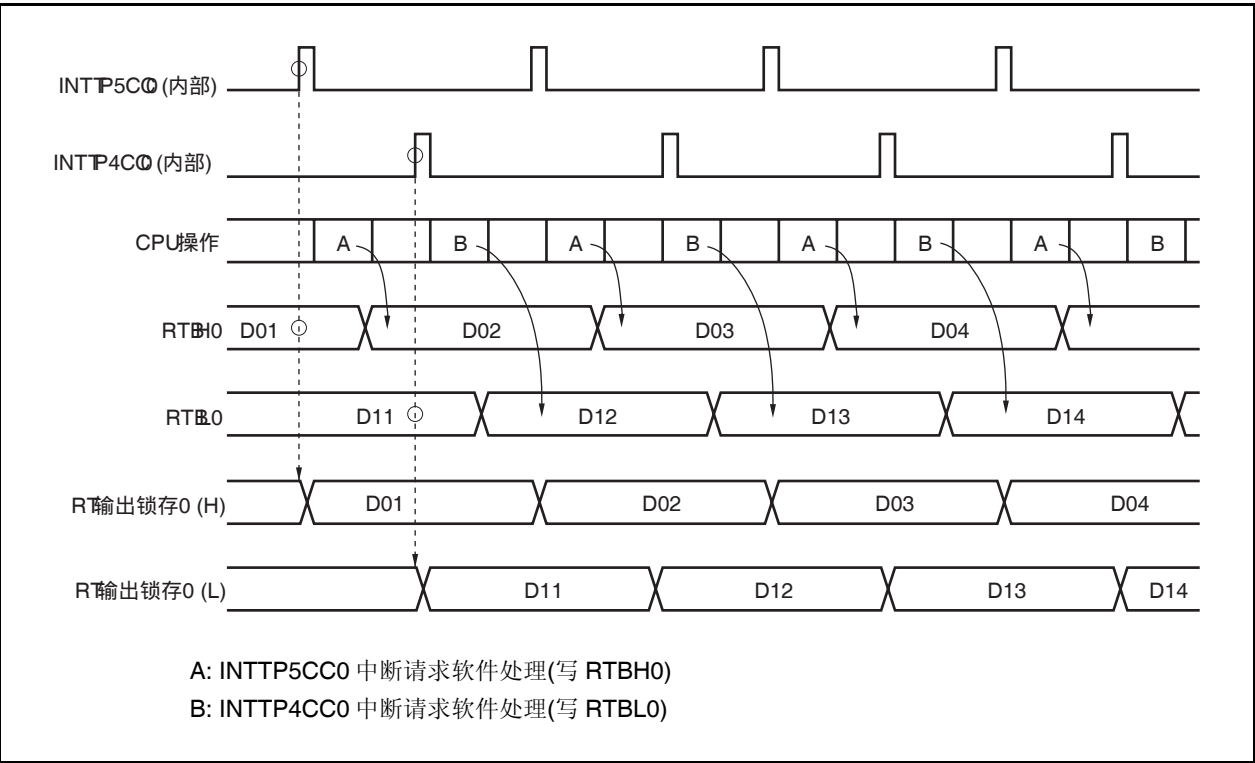 INTTP5CC0 (内部)
INTTP4CC0 (内部)
CPU操作 A B A B A B A B
RTBH0 D01 D02 D03 D04
RTBL0 D11 D12 D13 D14
RT输出锁存0 (H) D01 D02 D03 D04
RT输出锁存0 (L) D11 D12 D13 D14
A: INTTP5CC0 中断请求软件处理(写 RTBH0)
B: INTTP4CC0 中断请求软件处理(写 RTBL0)